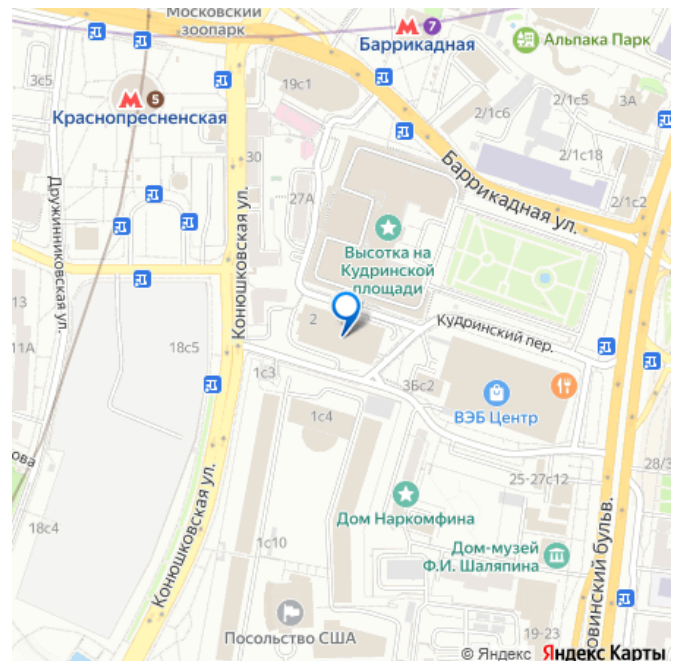 Московский
зоопарк
7
Баррикадная
Альпака Парк
3с5
19с1
2/1с6
2/1с5
3А
5
Краснопресненская
2/1с18
30
Баррикадная ул.
27А
2/1с2
Дружинниковская ул.
Конюшковская ул.
Высотка на
Кудринской
площади
13
2
Кудринский пер.
11А
18с5
1с3
3Бс2
ВЭБ Центр
1с4
ова
28/3
25-27с12
18с4
Дом Наркомфина
Конюшковская ул.
1с10
Дом-музей
Ф.И. Шаляпина
овинский бульв.
Посольство США
19-23
© Яндекс Яндекс Карты